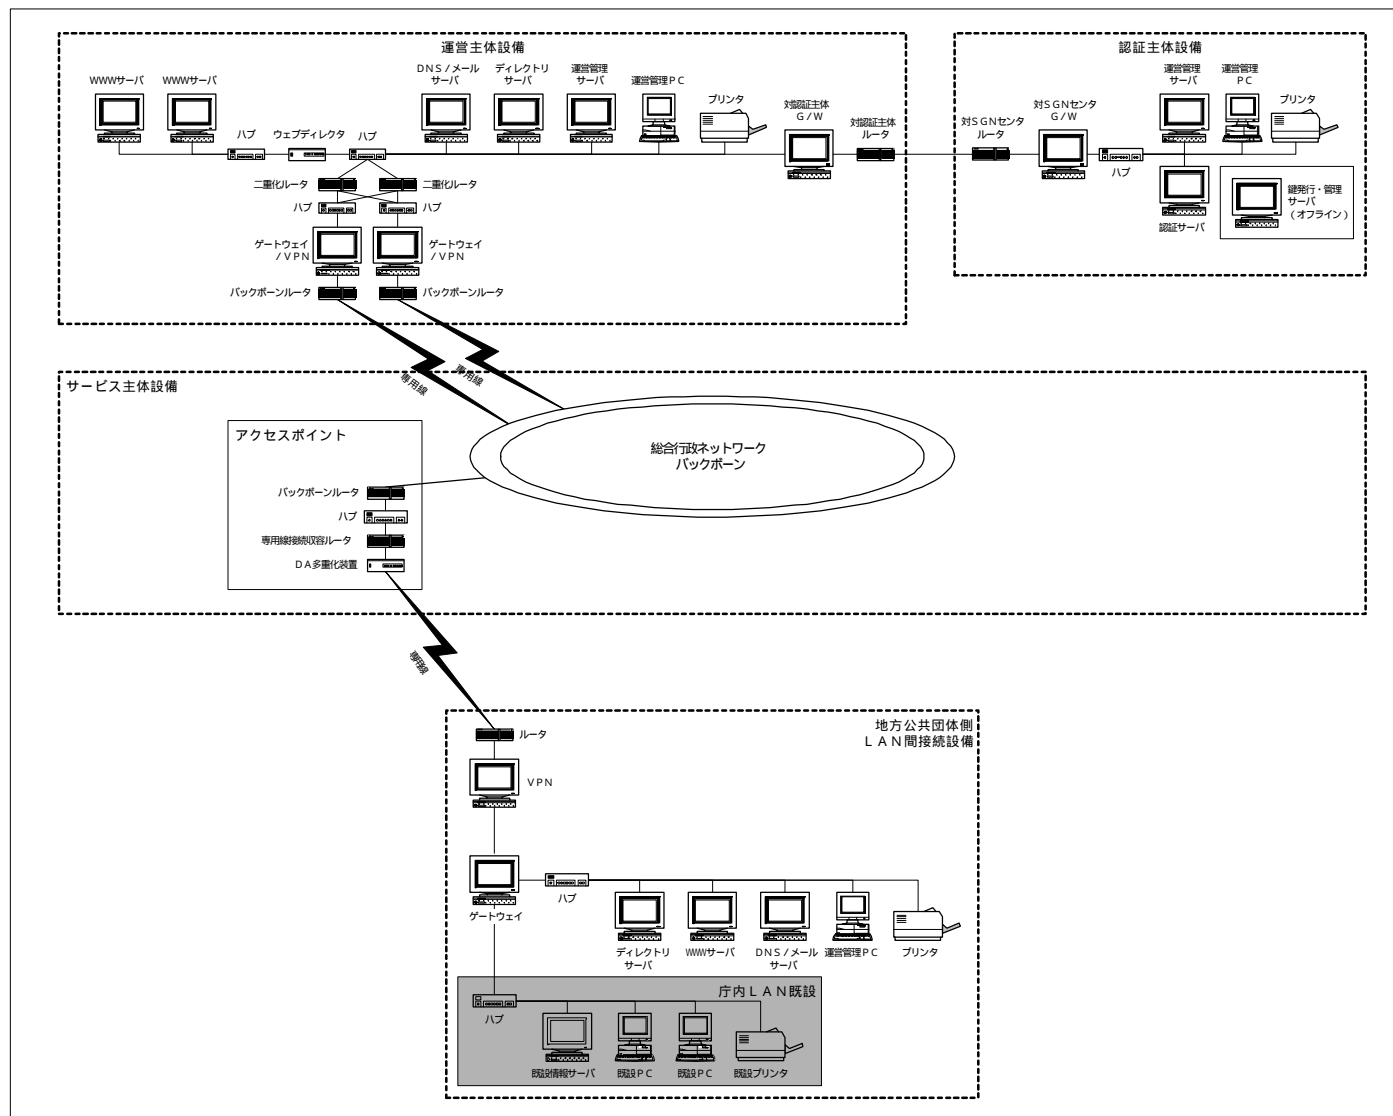 運営主体設備
WWWサーバ
WWWサーバ
DNS/メール
サーバ
ディレクトリ
サーバ
運営管理
サーバ
運営管理PC
プリンタ
対認証主体
G/W
対認証主体
ルータ
ハブ
ウェブディレクタ
ハブ
二重化ルータ
二重化ルータ
ハブ
ハブ
ゲートウェイ
/VPN
ゲートウェイ
/VPN
バックボーンルータ
バックボーンルータ
専用線
専用線
認証主体設備
対SGNセンタ
ルータ
対SGNセンタ
G/W
ハブ
運営管理
サーバ
運営管理
PC
プリンタ
認証サーバ
鍵発行・管理
サーバ
(オフライン)
サービス主体設備
アクセスポイント
バックボーンルータ
ハブ
専用線接続収容ルータ
DA多重化装置
総合行政ネットワーク
バックボーン
専用線
地方公共団体側
LAN間接続設備
ルータ
VPN
ゲートウェイ
ハブ
ディレクトリ
サーバ
WWWサーバ
DNS/メール
サーバ
運営管理PC
プリンタ
庁内LAN既設
ハブ
既設情報サーバ
既設PC
既設PC
既設プリンタ